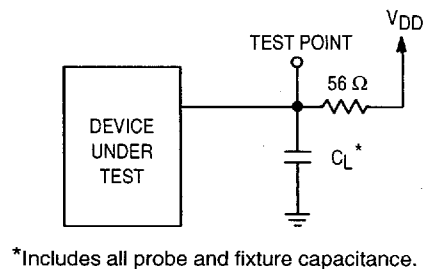 VDD
TEST POINT
56 Ω
DEVICE
UNDER
TEST
CL*
*Includes all probe and fixture capacitance.